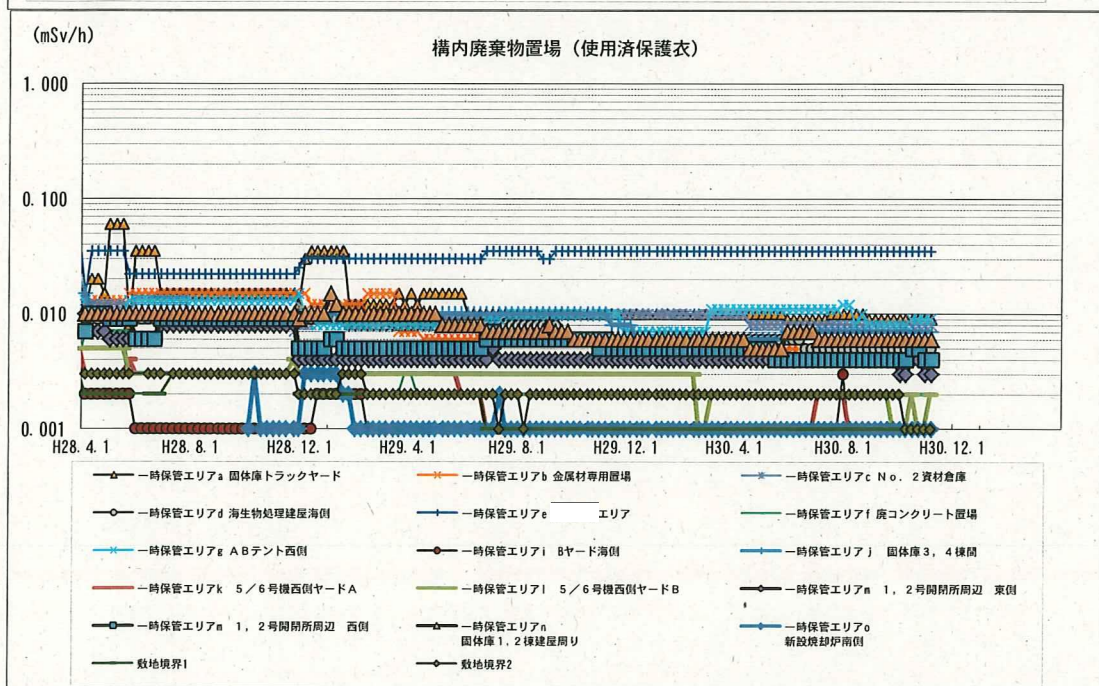 (mSv/h)
構内廃棄物置場（使用済保護衣）
1.000
0.100
0.010
0.001
H28.4.1 H28.8.1 H28.12.1 H29.4.1 H29.8.1 H29.12.1 H30.4.1 H30.8.1 H30.12.1
一時保管エリアa 固体庫トラックヤード 一時保管エリアb 金属材専用置場 一時保管エリアc No．2資材倉庫
一時保管エリアd 海生物処理建屋海側 一時保管エリアe エリア 一時保管エリアf 廃コンクリート置場
一時保管エリアg ABテント西側 一時保管エリアi Bヤード海側 一時保管エリアj 固体庫3，4棟間
一時保管エリアk 5／6号機西側ヤードA 一時保管エリアl 5／6号機西側ヤードB 一時保管エリアm 1，2号開閉所周辺 東側
一時保管エリアm 1，2号開閉所周辺 西側 一時保管エリアn 一時保管エリアo
固体庫1,2棟建屋周り 新設焼却炉南側
敷地境界1 敷地境界2